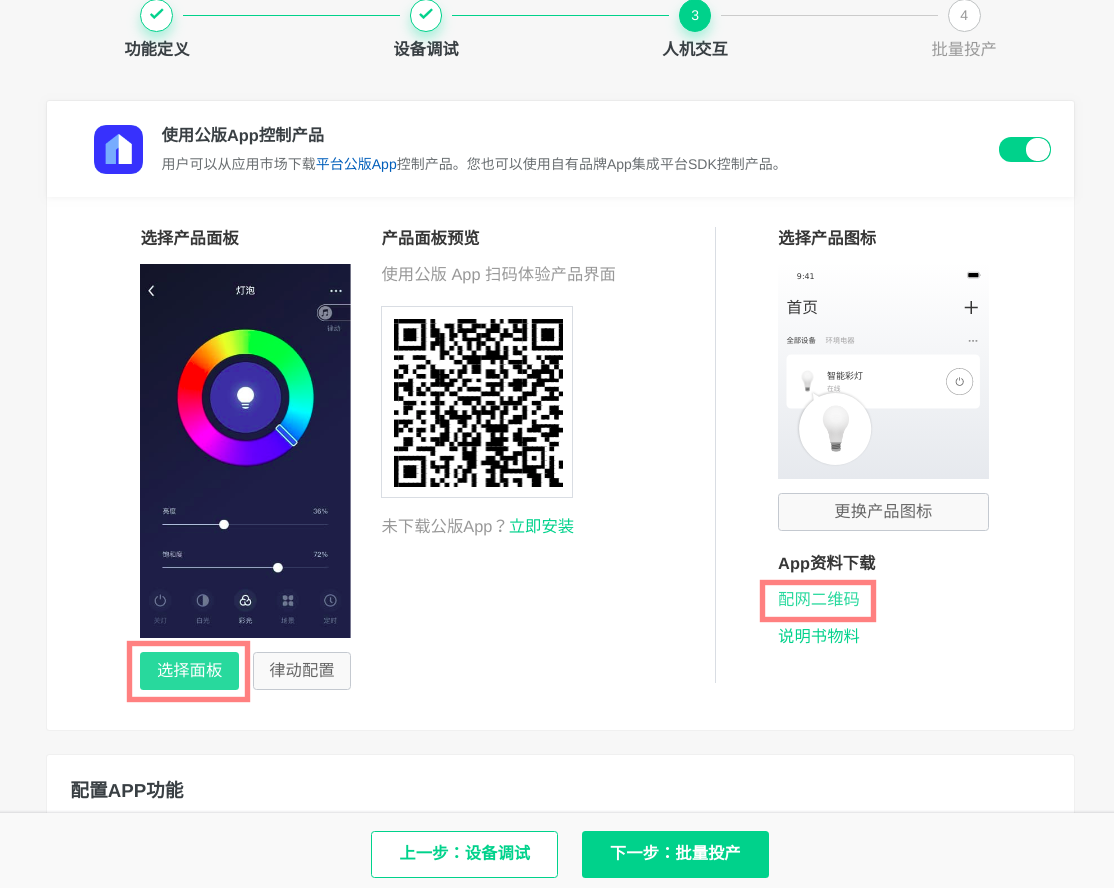 3
4
功能定义
设备调试
人机交互
批量投产
使用公版App控制产品
用户可以从应用市场下载平台公版App控制产品。您也可以使用自有品牌App集成平台SDK控制产品。
选择产品面板
灯泡
律动
亮度 36%
饱和度 72%
关灯
白光
彩光
场景
定时
选择面板
律动配置
产品面板预览
使用公版 App 扫码体验产品界面
未下载公版App？立即安装
选择产品图标
9:41
首页
全部设备 环境电器
智能彩灯
在线
更换产品图标
App资料下载
配网二维码
说明书物料
配置APP功能
上一步：设备调试
下一步：批量投产